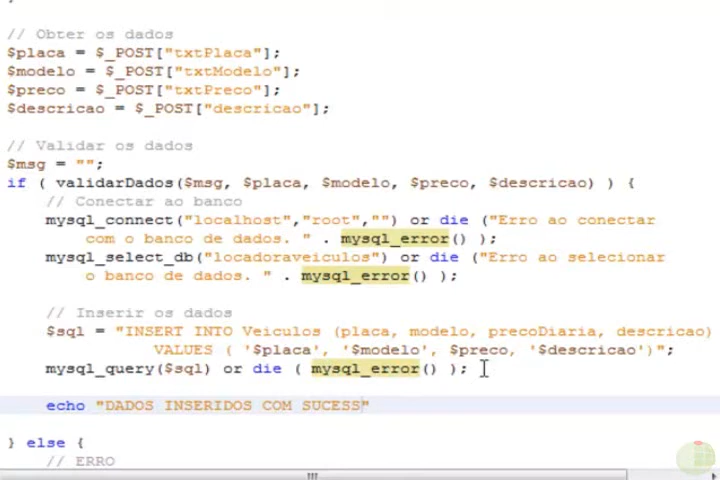 // Obter os dados
$placa = $_POST["txtPlaca"];
$modelo = $_POST["txtModelo"];
$preco = $_POST["txtPreco"];
$descricao = $_POST["descricao"];
// Validar os dados
$msg = "";
if ( validarDados($msg, $placa, $modelo, $preco, $descricao) ) {
// Conectar ao banco
mysql_connect("localhost","root","") or die ("Erro ao conectar
com o banco de dados. " . mysql_error() );
mysql_select_db("locadoraveiculos") or die ("Erro ao selecionar
o banco de dados. " . mysql_error() );
// Inserir os dados
$sql = "INSERT INTO Veiculos (placa, modelo, precoDiaria, descricao)
VALUES ( '$placa', '$modelo', $preco, '$descricao')";
mysql_query($sql) or die ( mysql_error() );
echo "DADOS INSERIDOS COM SUCESS"
} else {
// ERRO